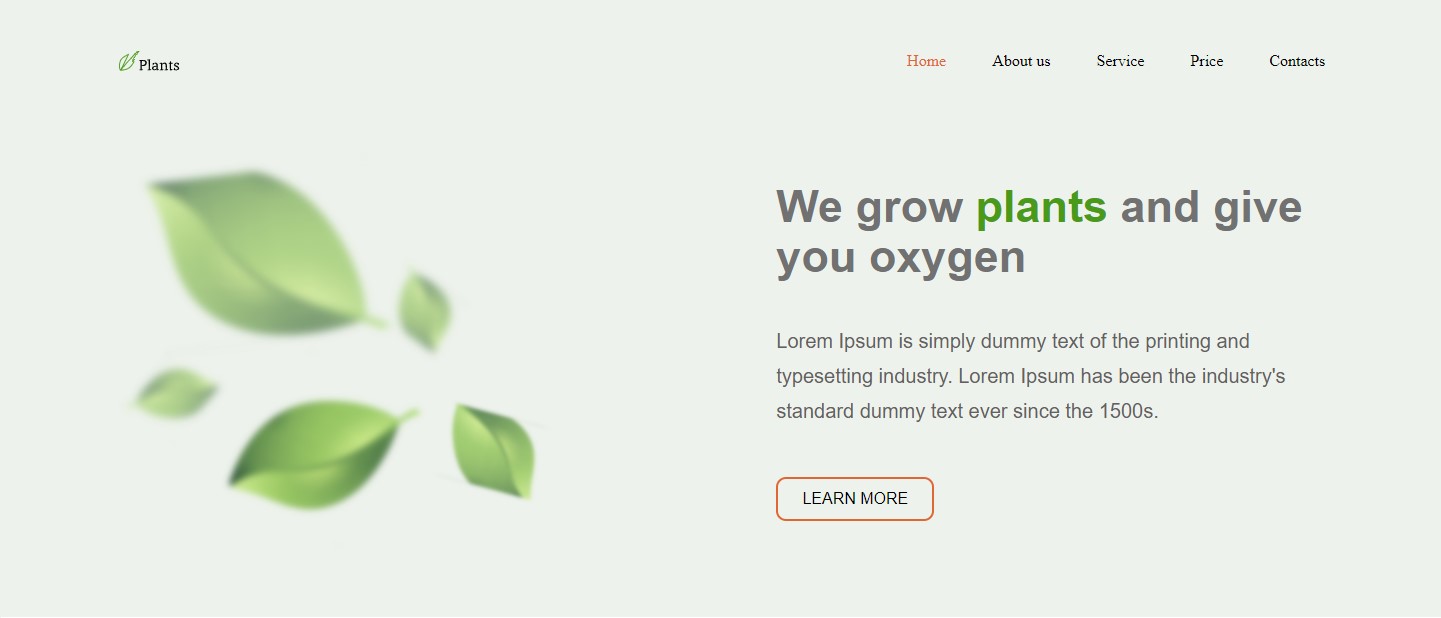 Plants
Home About us Service Price Contacts
We grow plants and give
you oxygen
Lorem Ipsum is simply dummy text of the printing and
typesetting industry. Lorem Ipsum has been the industry's
standard dummy text ever since the 1500s.
LEARN MORE